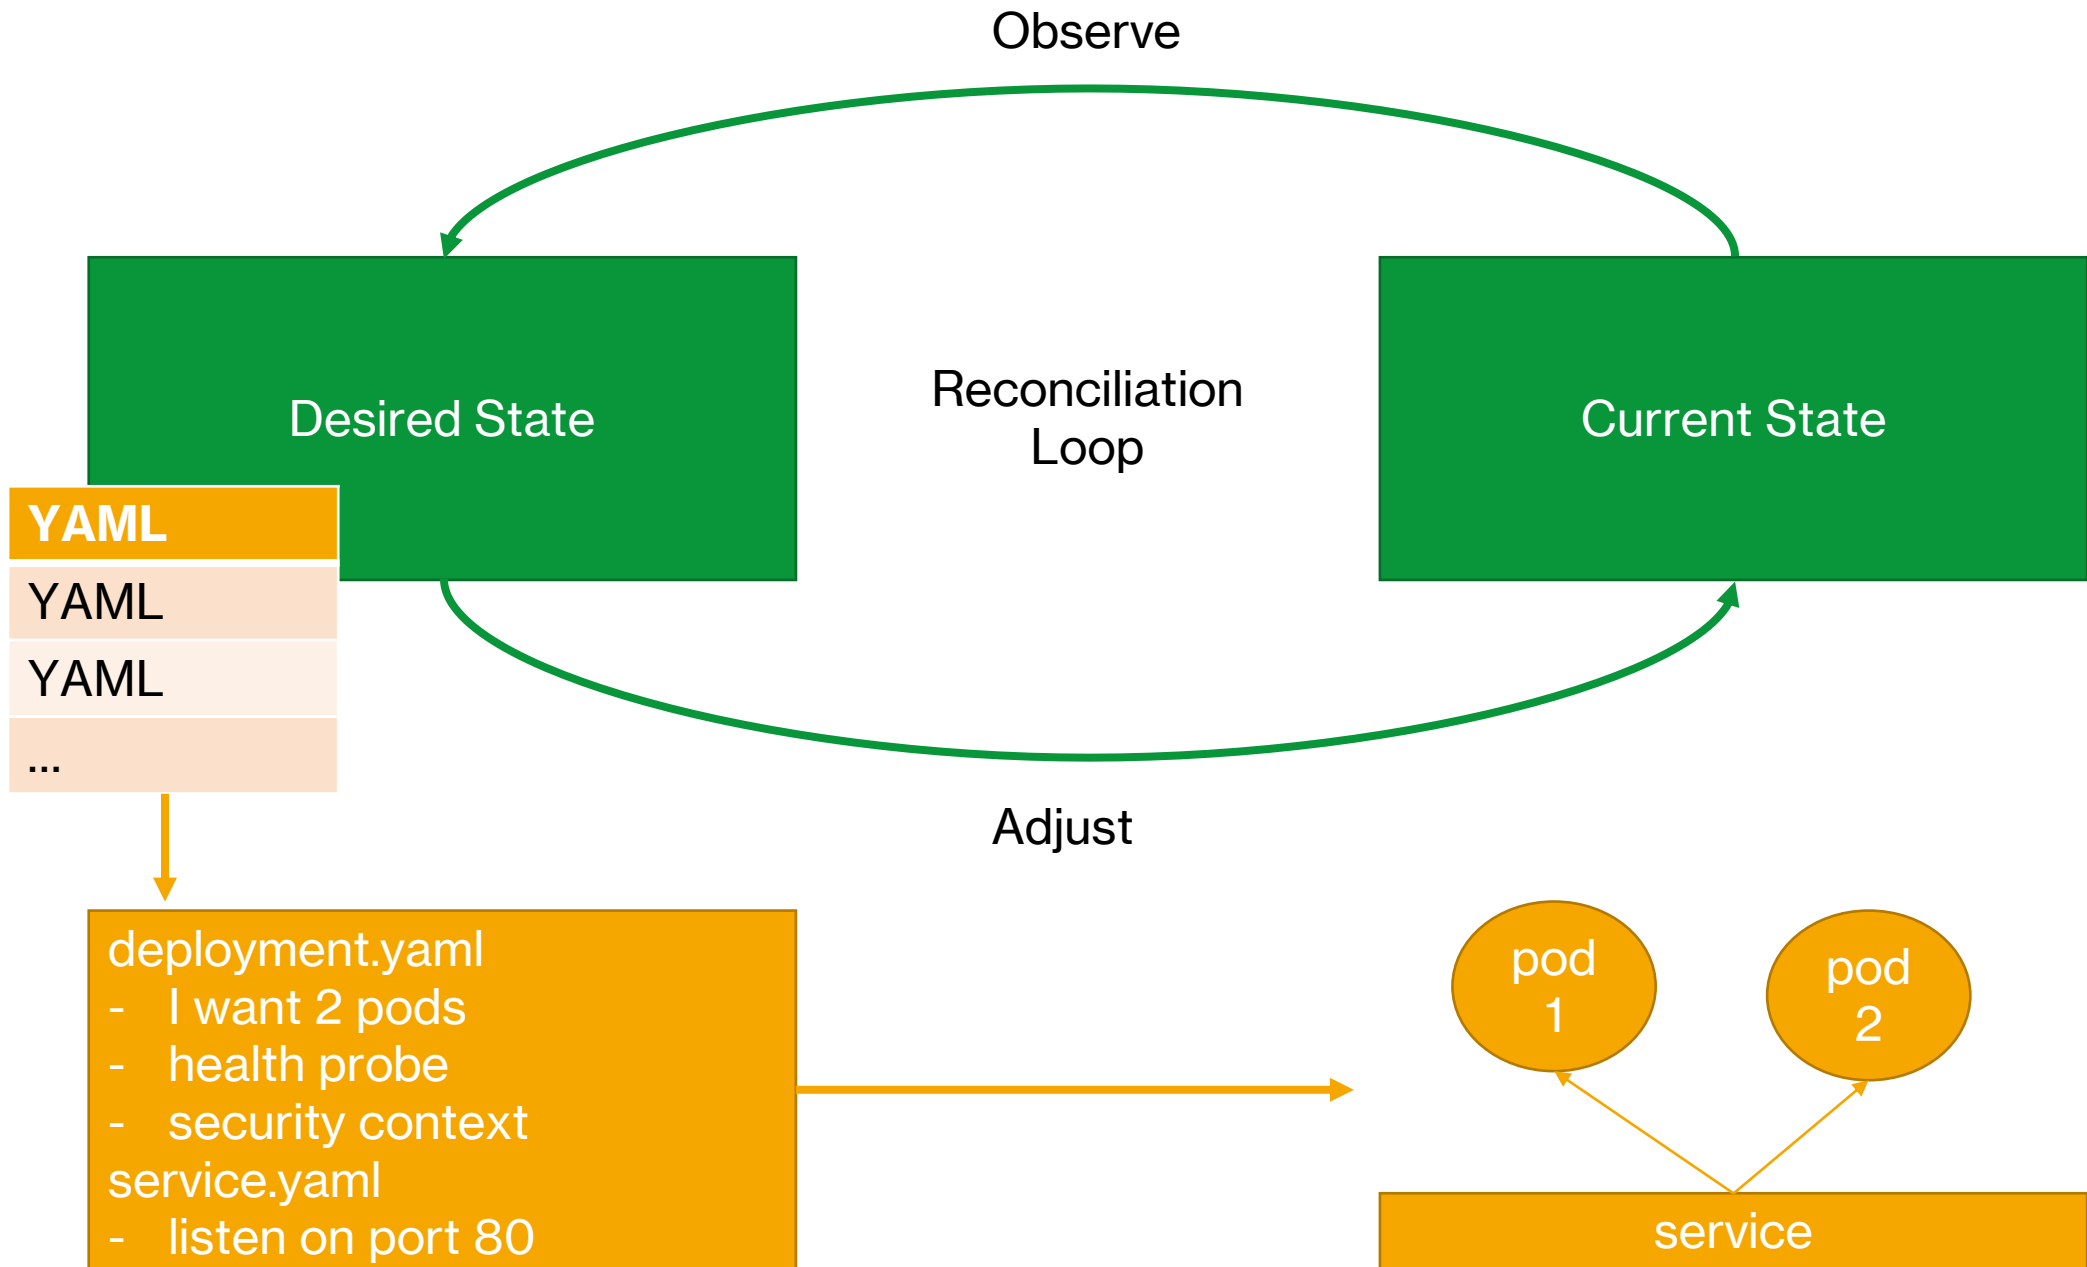 Observe
Desired State
Reconciliation
Loop
Current State
YAML
YAML
YAML
...
Adjust
deployment.yaml
- I want 2 pods
- health probe
- security context
service.yaml
- listen on port 80
pod
1
pod
2
service